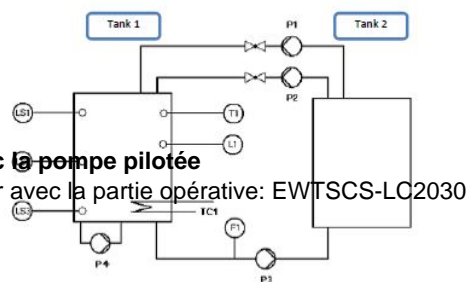 Tank 1
Tank 2
P1
P2
LS1
T1
L1
c la pompe pilotée
r avec la partie opérative: EWTSCS-LC2030
TC1
F1
P4
P3